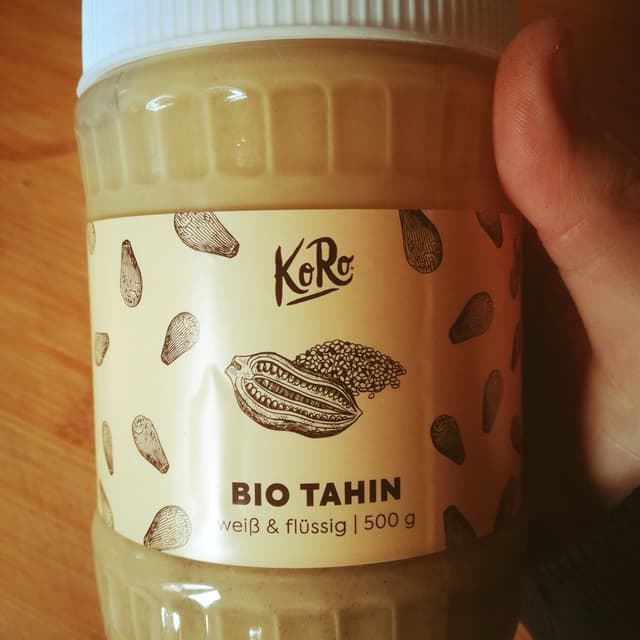 KoRo
BIO TAHIN
weiß & flüssig | 500 g